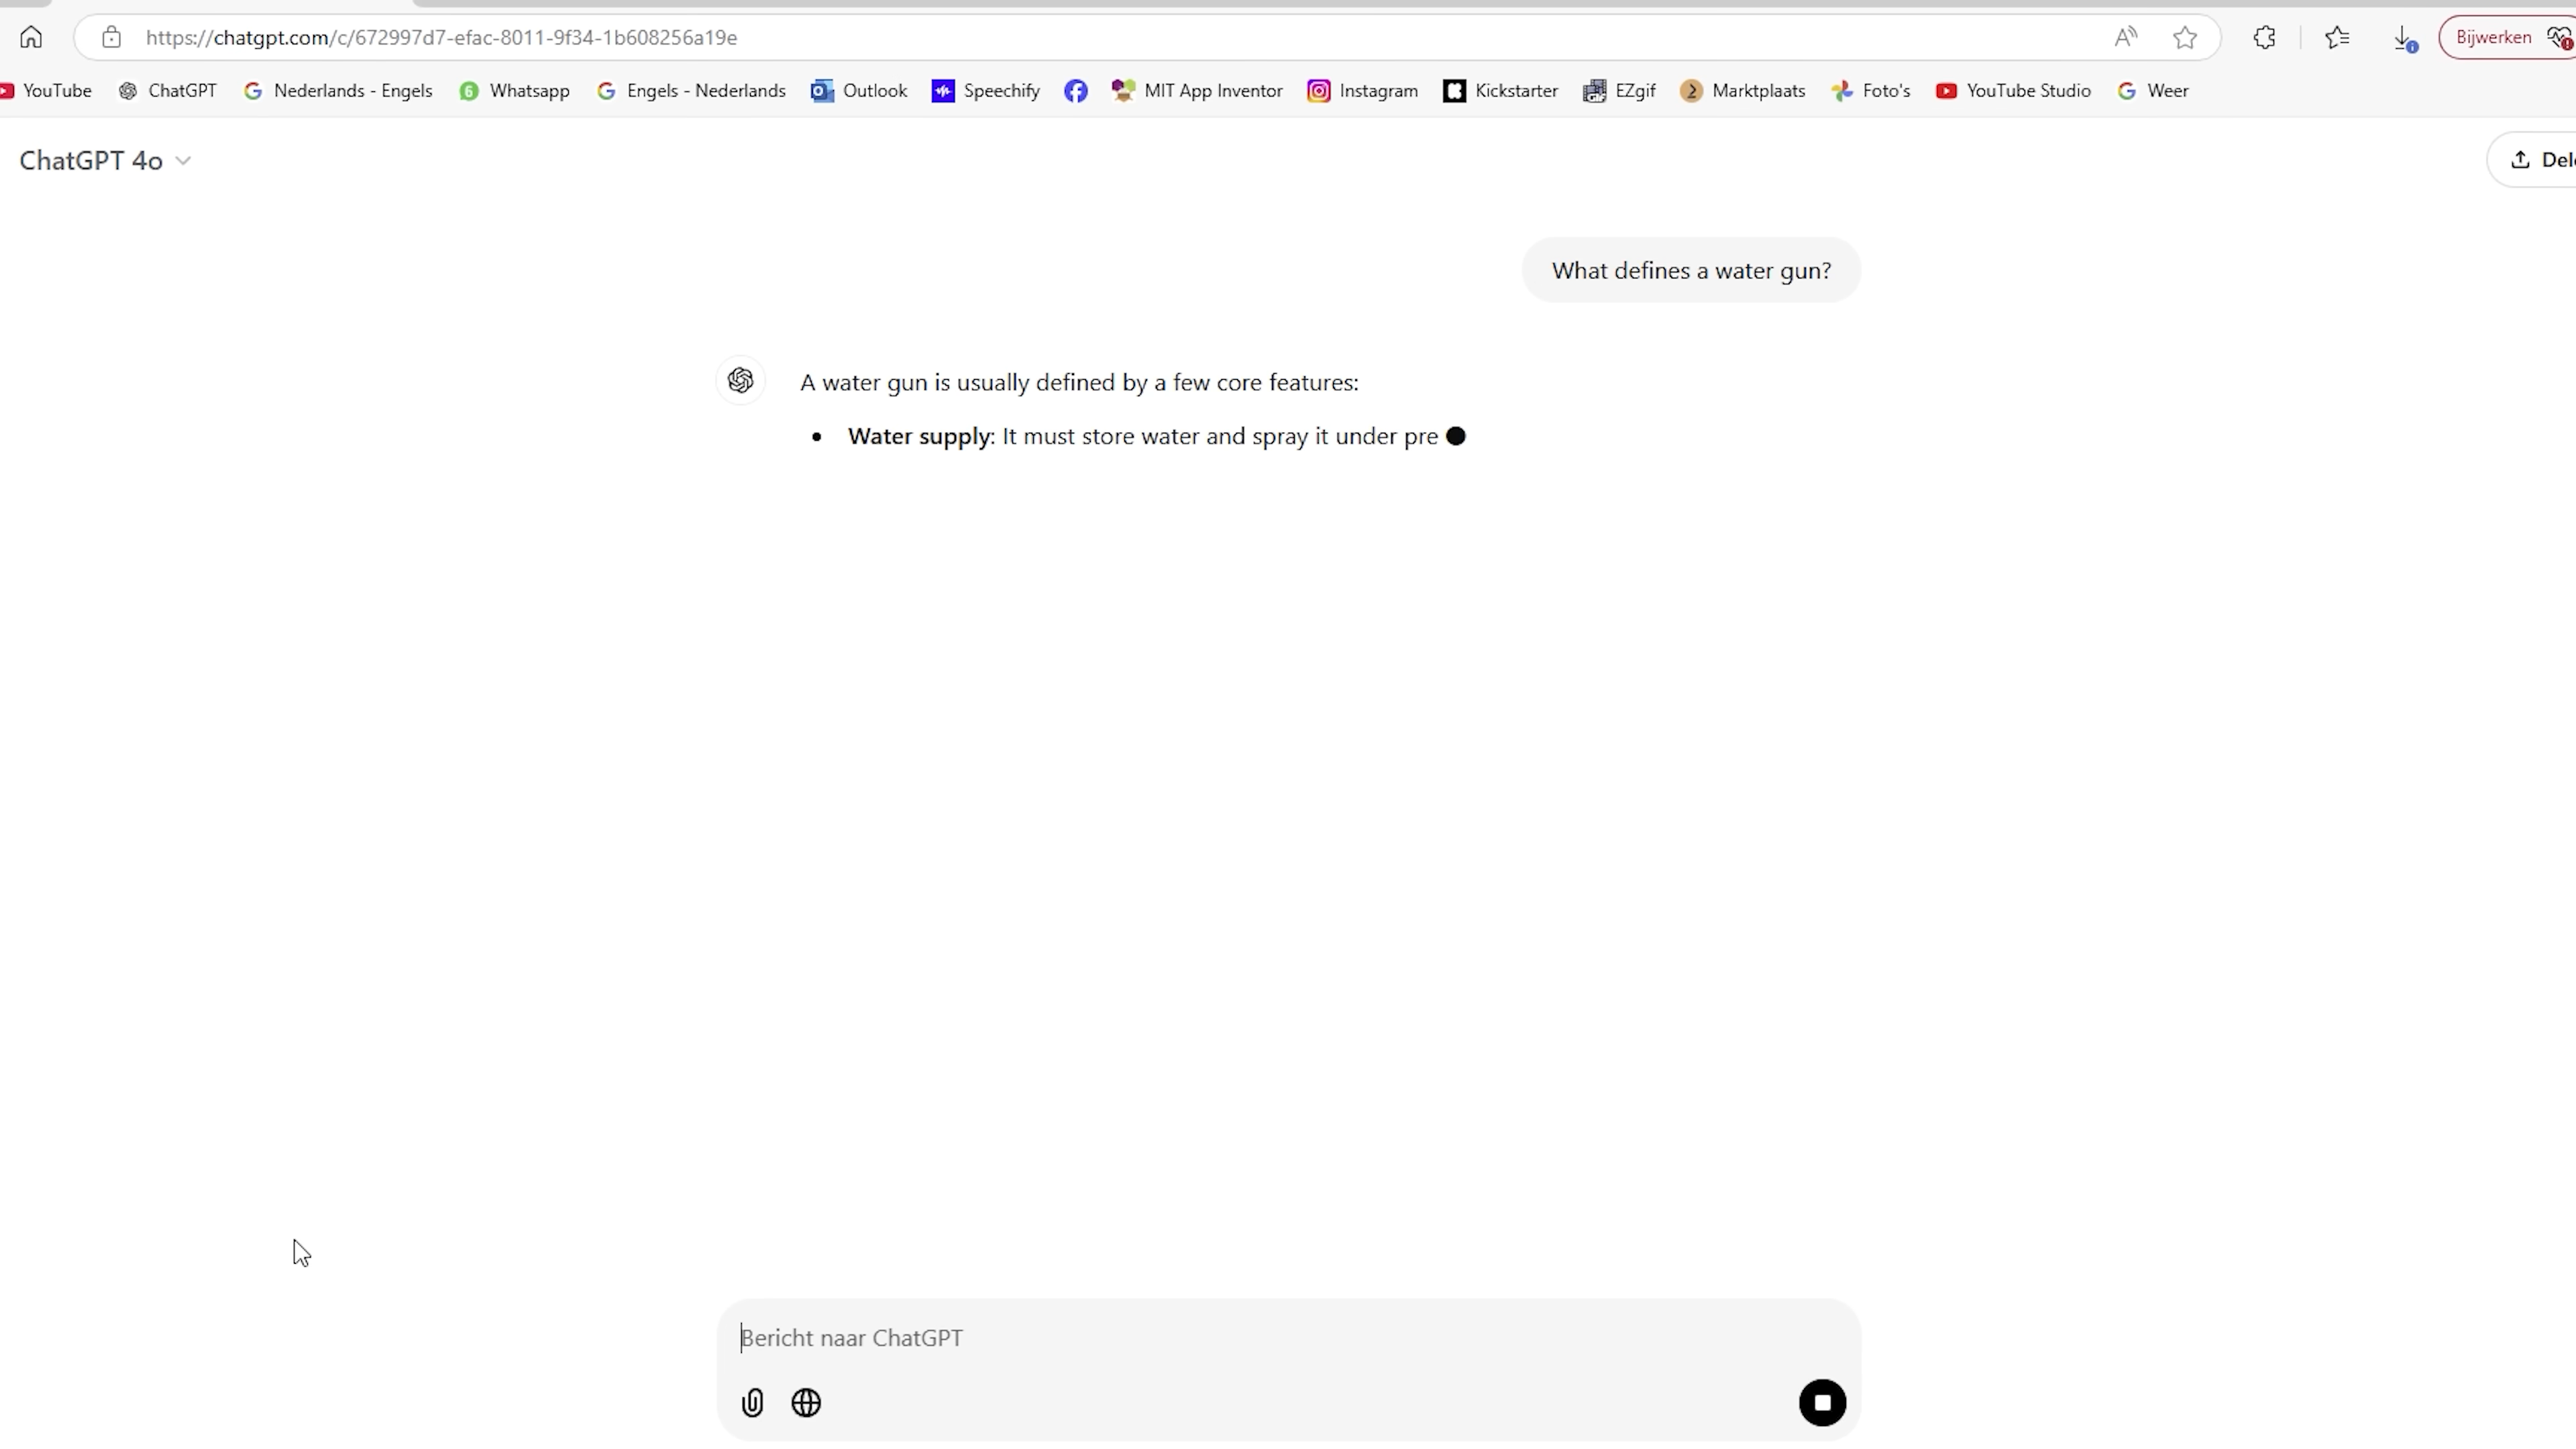 https://chatgpt.com/c/672997d7-efac-8011-9f34-1b608256a19e
Bijwerken
YouTube ChatGPT Nederlands - Engels Whatsapp Engels - Nederlands Outlook Speechify MIT App Inventor Instagram Kickstarter EZgif Marktplaats Foto's YouTube Studio Weer
ChatGPT 4o
Del
What defines a water gun?
A water gun is usually defined by a few core features:
• Water supply: It must store water and spray it under pre
Bericht naar ChatGPT